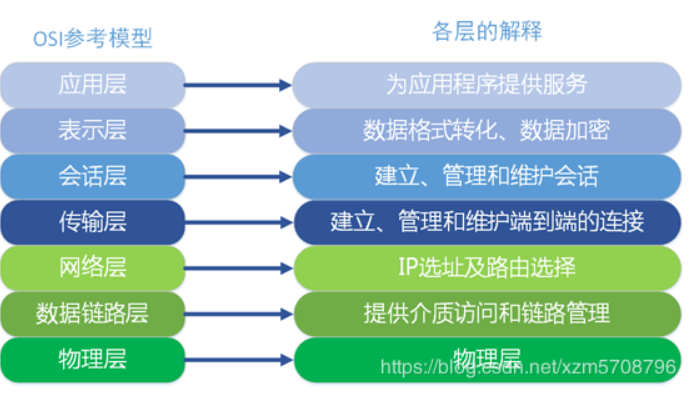 OSI参考模型
各层的解释
应用层
为应用程序提供服务
表示层
数据格式转化、数据加密
会话层
建立、管理和维护会话
传输层
建立、管理和维护端到端的连接
网络层
IP选址及路由选择
数据链路层
提供介质访问和链路管理
物理层
物理层
https://blog.csdn.net/xzm5708796